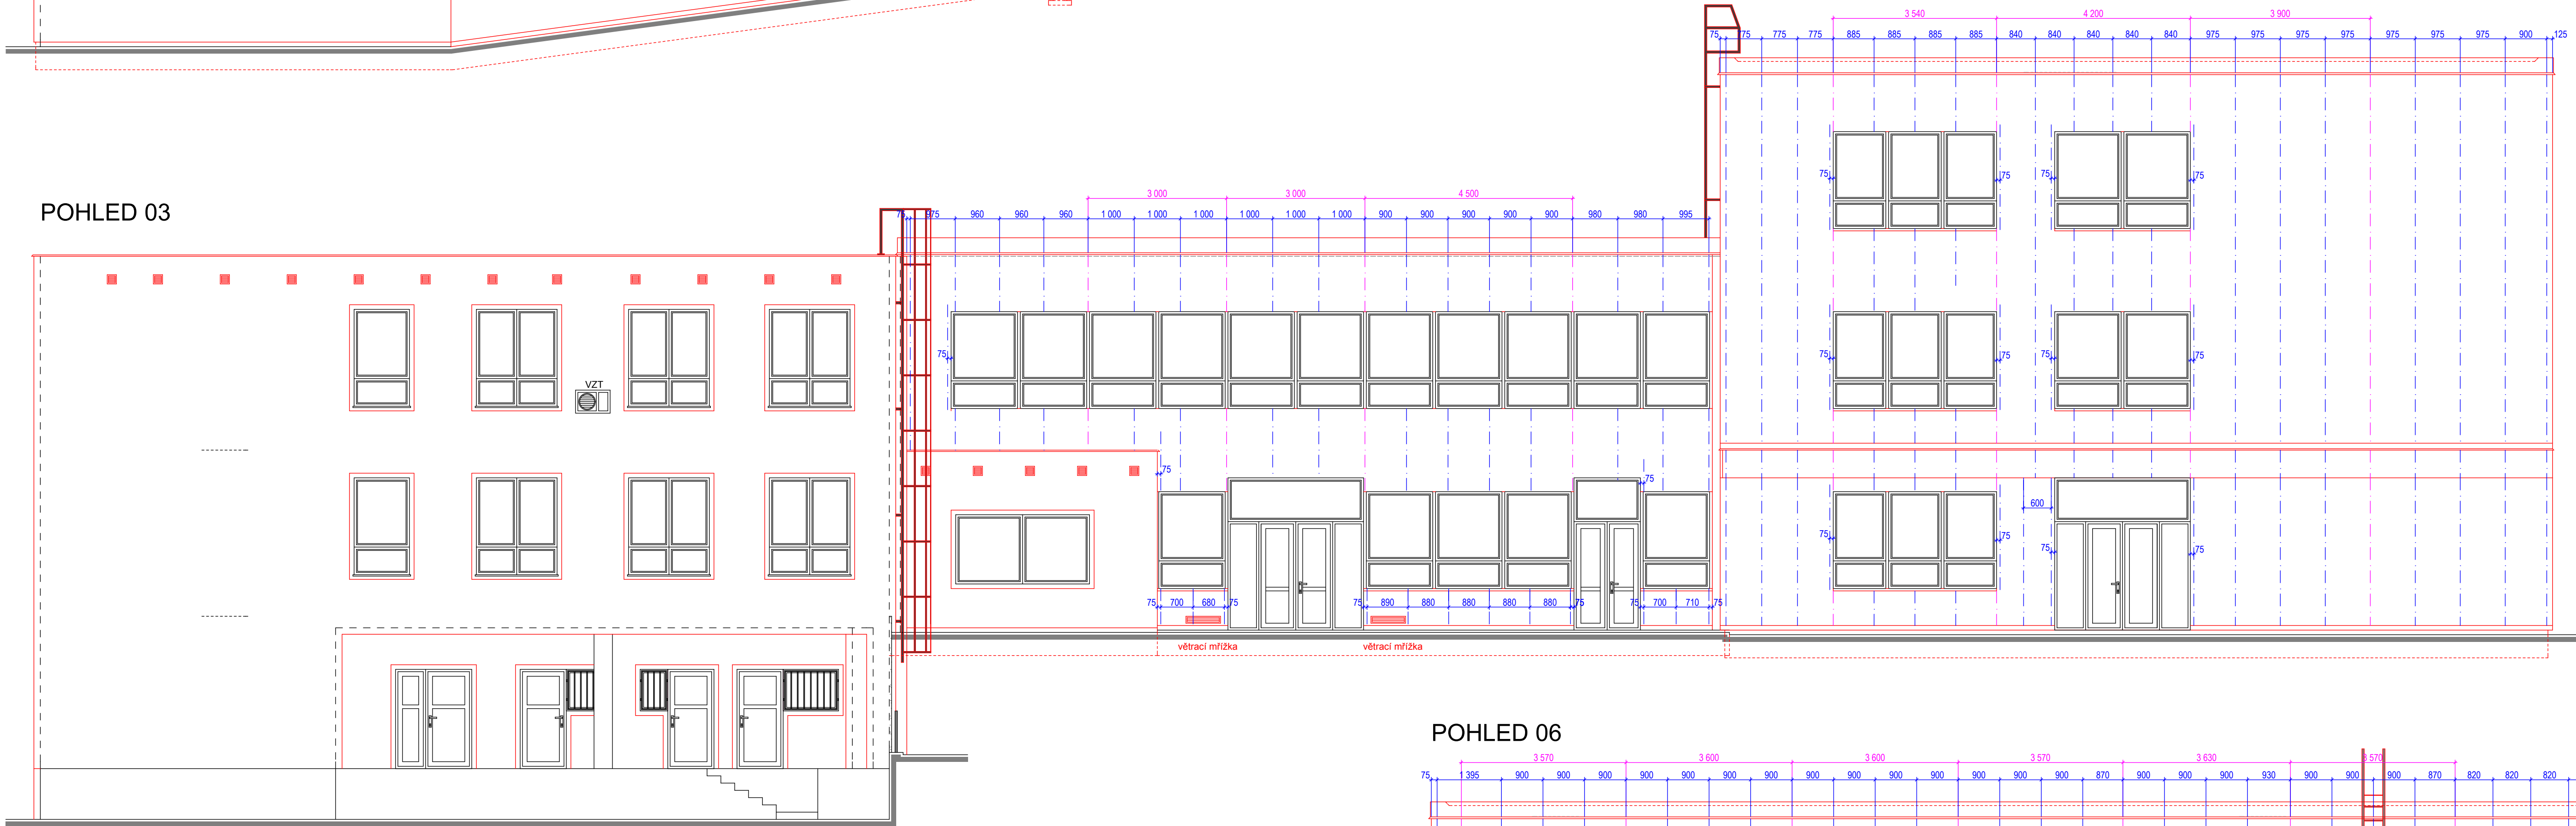 3 540 4 200 3 900
75 775 775 775 885 885 885 885 840 840 840 840 840 975 975 975 975 975 975 975 900 125
75 75 75 75
POHLED 03
3 000 3 000 4 500
75 975 960 960 960 1 000 1 000 1 000 1 000 1 000 1 000 900 900 900 900 900 980 980 995
VZT
75 75 75 75 75
75 75
600
75 75 75 75
75 700 680 75 75 890 880 880 880 880 75 75 700 710 75
větrací mřížka větrací mřížka
POHLED 06
3 570 3 600 3 600 3 570 3 630 3 570
75 1 395 900 900 900 900 900 900 900 900 900 900 900 900 900 900 870 900 900 900 930 900 900 900 870 820 820 820